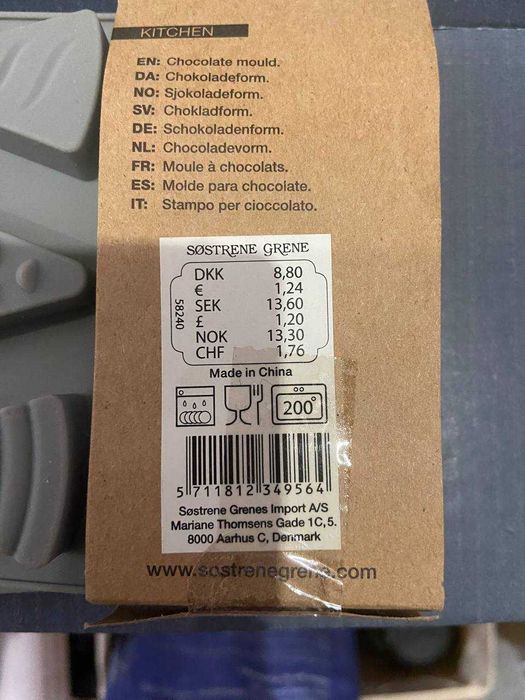 KITCHEN
EN: Chocolate mould.
DA: Chokoladeform.
NO: Sjokoladeform.
SV: Chokladform.
DE: Schokoladenform.
NL: Chocoladevorm.
FR: Moule à chocolats.
ES: Molde para chocolate.
IT: Stampo per cioccolato.
SØSTRENE GRENE
58240
DKK 8,80
€ 1,24
SEK 13,60
£ 1,20
NOK 13,30
CHF 1,76
Made in China
200°
5 711812 349564
Søstrene Grenes Import A/S
Mariane Thomsens Gade 1C, 5.
8000 Aarhus C, Denmark
www.sostrenegrene.com